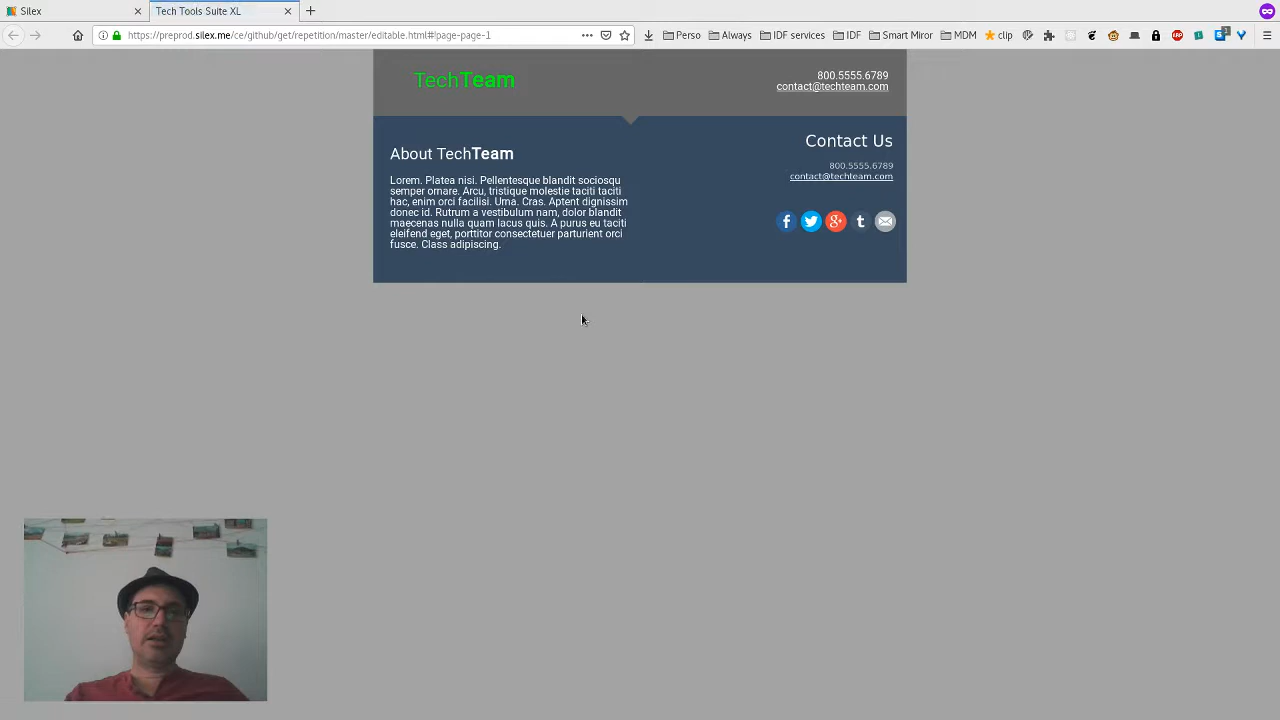 Silex
Tech Tools Suite XL
https://preprod.silex.me/ce/github/get/repetition/master/editable.html#!page-page-1
Perso
Always
IDF services
IDF
Smart Miror
MDM
clip
TechTeam
800.5555.6789
contact@techteam.com
About TechTeam
Lorem. Platea nisi. Pellentesque blandit sociosqu
semper ornare. Arcu, tristique molestie taciti taciti
hac, enim orci facilisi. Urna. Cras. Aptent dignissim
donec id. Rutrum a vestibulum nam, dolor blandit
maecenas nulla quam lacus quis. A purus eu taciti
eleifend eget, porttitor consectetuer parturient orci
fusce. Class adipiscing.
Contact Us
800.5555.6789
contact@techteam.com